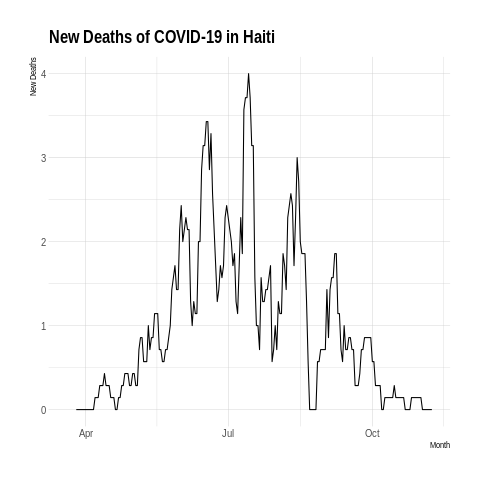 New Deaths of COVID-19 in Haiti
New Deaths
4
3
2
1
0
Apr
Jul
Oct
Month